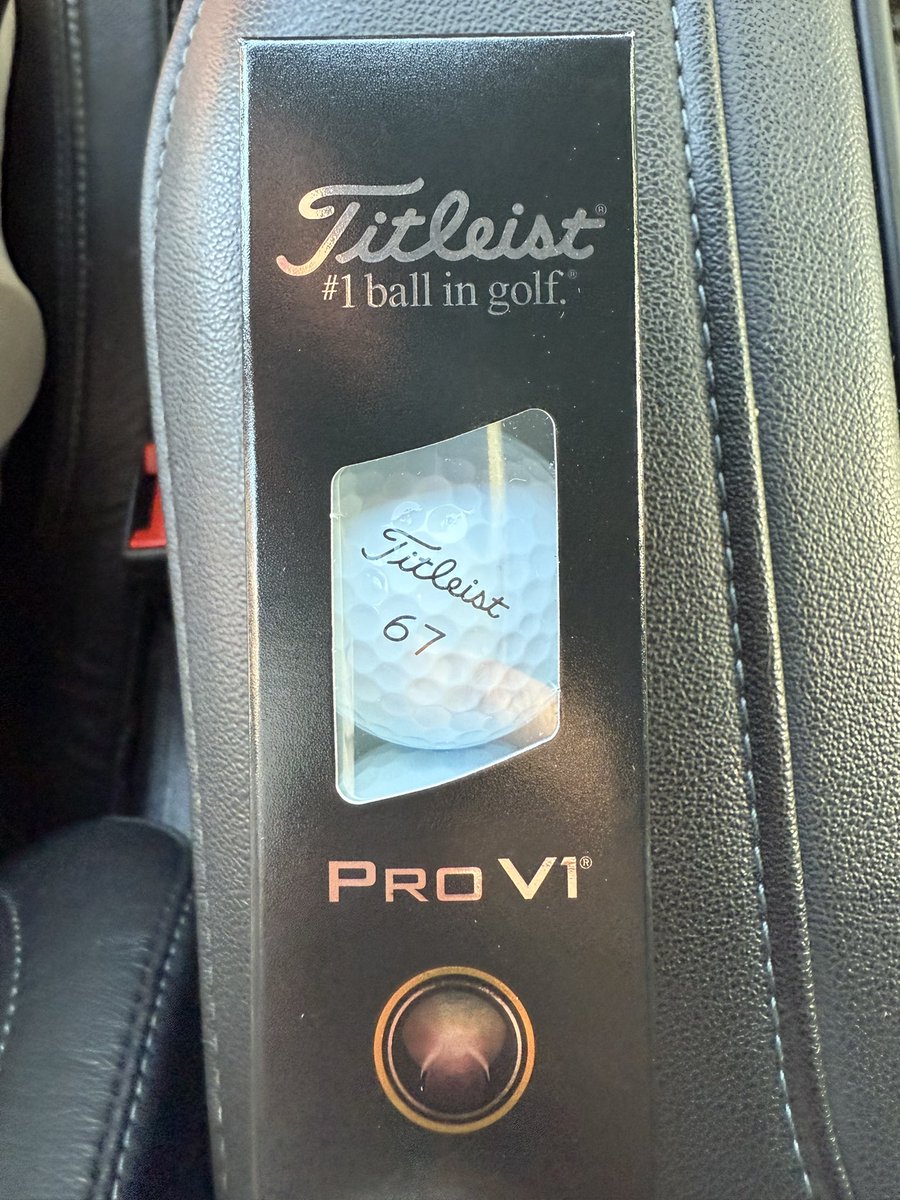 Titleist®
#1 ball in golf.®
Titleist
67
PRO V1®